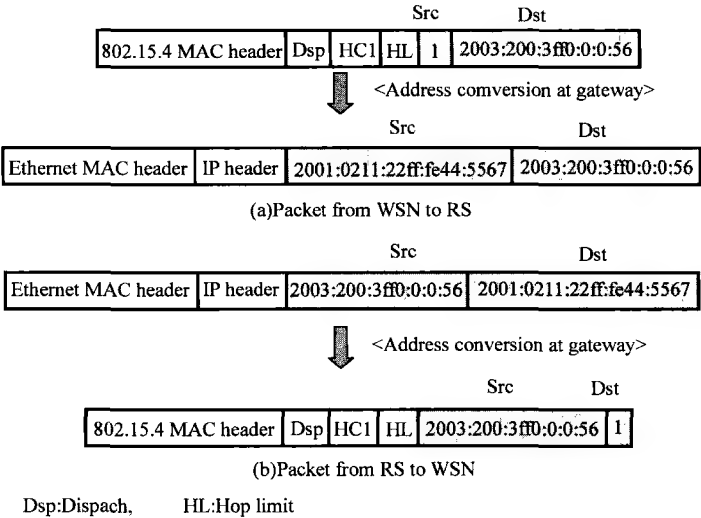 Src Dst
802.15.4 MAC header Dsp HC1 HL 1 2003:200:3ff0:0:0:56
<Address comversion at gateway>
Src Dst
Ethernet MAC header IP header 2001:0211:22ff:fe44:5567 2003:200:3ff0:0:0:56
(a)Packet from WSN to RS
Src Dst
Ethernet MAC header IP header 2003:200:3ff0:0:0:56 2001:0211:22ff:fe44:5567
<Address conversion at gateway>
Src Dst
802.15.4 MAC header Dsp HC1 HL 2003:200:3ff0:0:0:56 1
(b)Packet from RS to WSN
Dsp:Dispach, HL:Hop limit